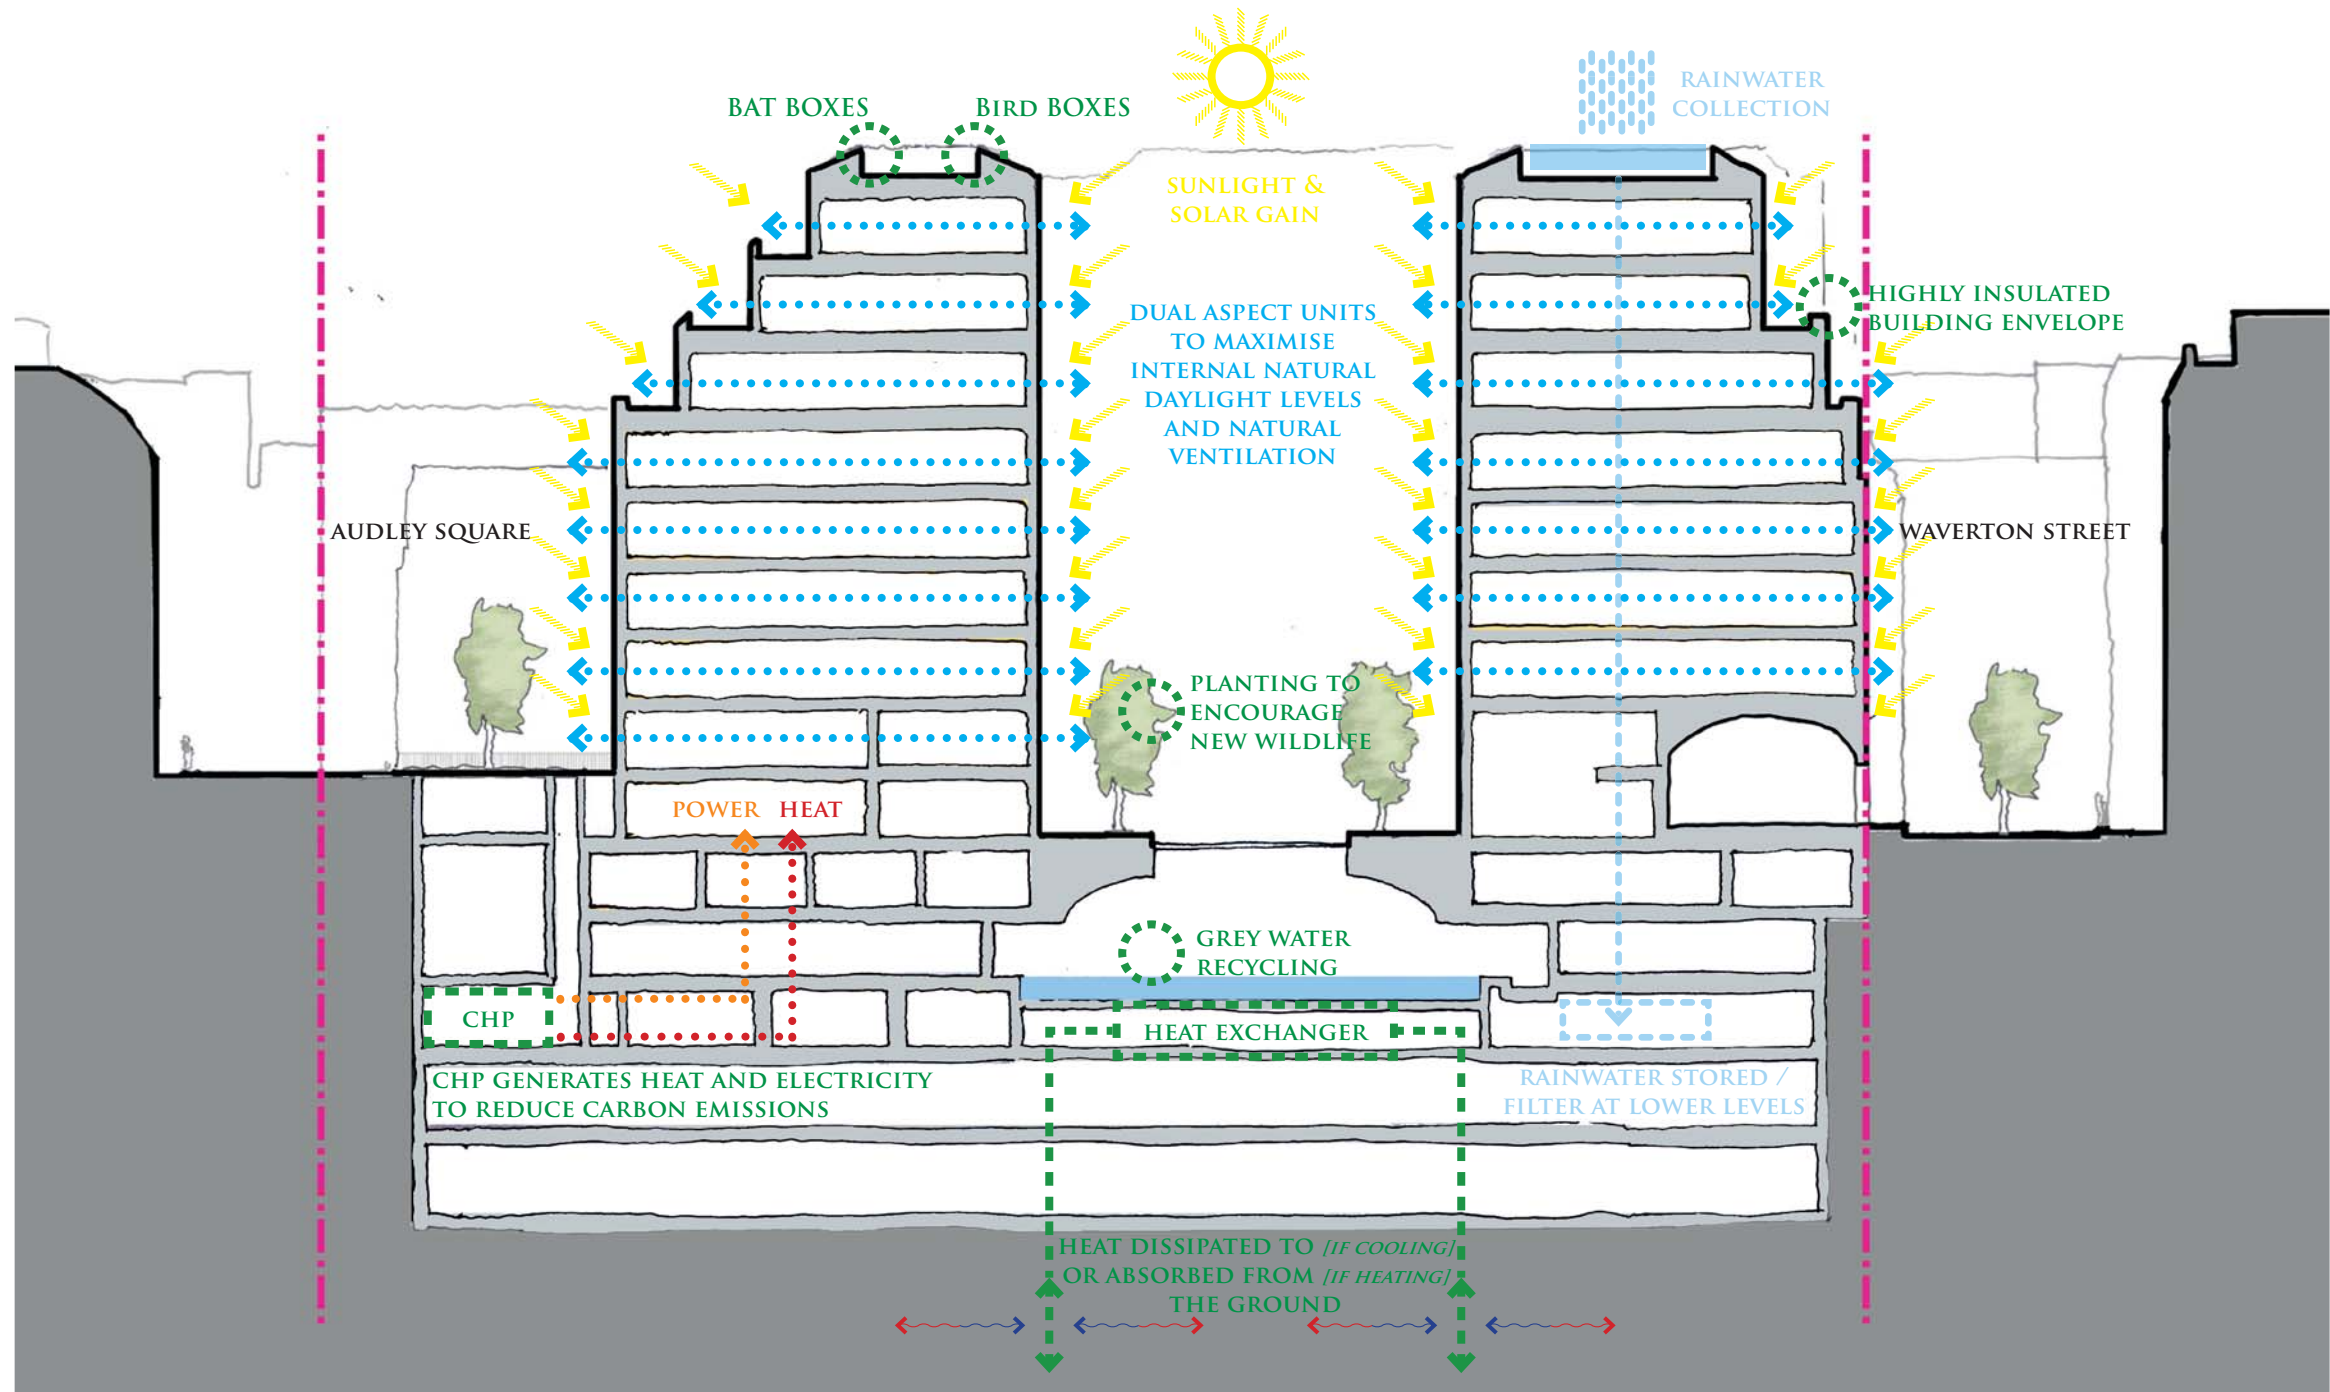 BAT BOXES
BIRD BOXES
RAINWATER
COLLECTION
SUNLIGHT &
SOLAR GAIN
HIGHLY INSULATED
BUILDING ENVELOPE
DUAL ASPECT UNITS
TO MAXIMISE
INTERNAL NATURAL
DAYLIGHT LEVELS
AND NATURAL
VENTILATION
AUDLEY SQUARE
WAVERTON STREET
PLANTING TO
ENCOURAGE
NEW WILDLIFE
POWER
HEAT
GREY WATER
RECYCLING
CHP
HEAT EXCHANGER
CHP GENERATES HEAT AND ELECTRICITY
TO REDUCE CARBON EMISSIONS
RAINWATER STORED /
FILTER AT LOWER LEVELS
HEAT DISSIPATED TO [IF COOLING]
OR ABSORBED FROM [IF HEATING]
THE GROUND